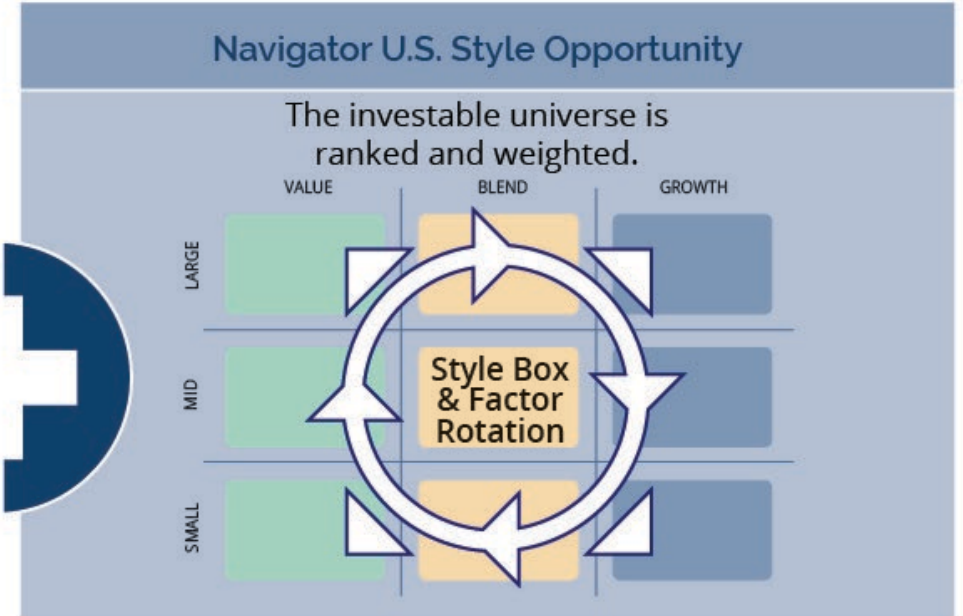 Navigator U.S. Style Opportunity
The investable universe is
ranked and weighted.
VALUE
BLEND
GROWTH
LARGE
MID
Style Box
& Factor
Rotation
SMALL